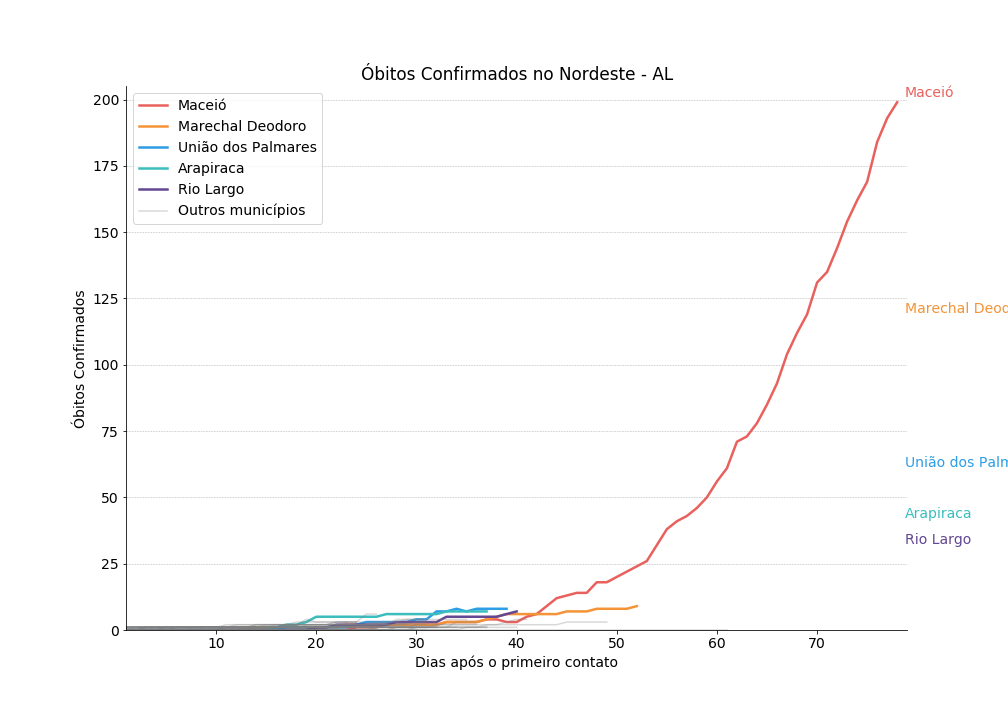 Óbitos Confirmados no Nordeste - AL
Maceió
Marechal Deodoro
União dos Palmares
Arapiraca
Rio Largo
Outros municípios
Óbitos Confirmados
200
175
150
125
100
75
50
25
0
10
20
30
40
50
60
70
Dias após o primeiro contato
Maceió
Marechal Deod
União dos Palm
Arapiraca
Rio Largo